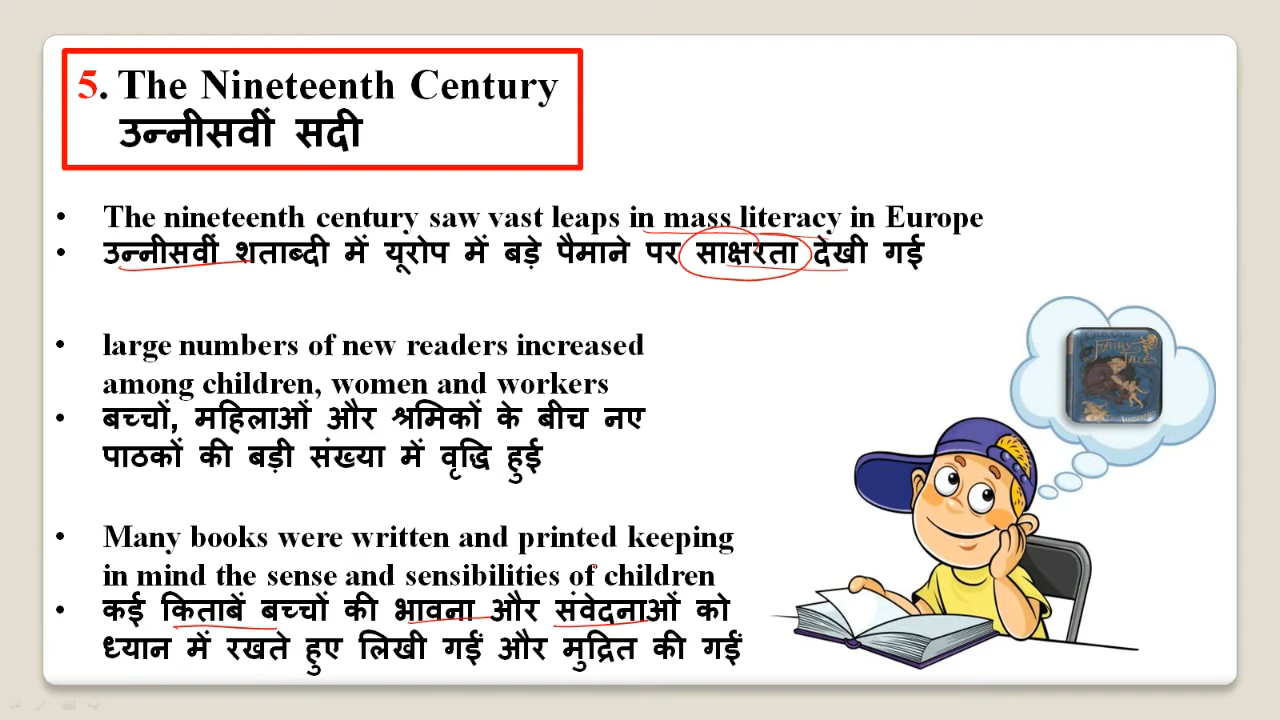 5. The Nineteenth Century
उन्नीसवीं सदी
• The nineteenth century saw vast leaps in mass literacy in Europe
• उन्नीसवीं शताब्दी में यूरोप में बड़े पैमाने पर साक्षरता देखी गई
• large numbers of new readers increased
among children, women and workers
• बच्चों, महिलाओं और श्रमिकों के बीच नए
पाठकों की बड़ी संख्या में वृद्धि हुई
• Many books were written and printed keeping
in mind the sense and sensibilities of children
• कई किताबें बच्चों की भावना और संवेदनाओं को
ध्यान में रखते हुए लिखी गईं और मुद्रित की गईं
FAIRY
TALES